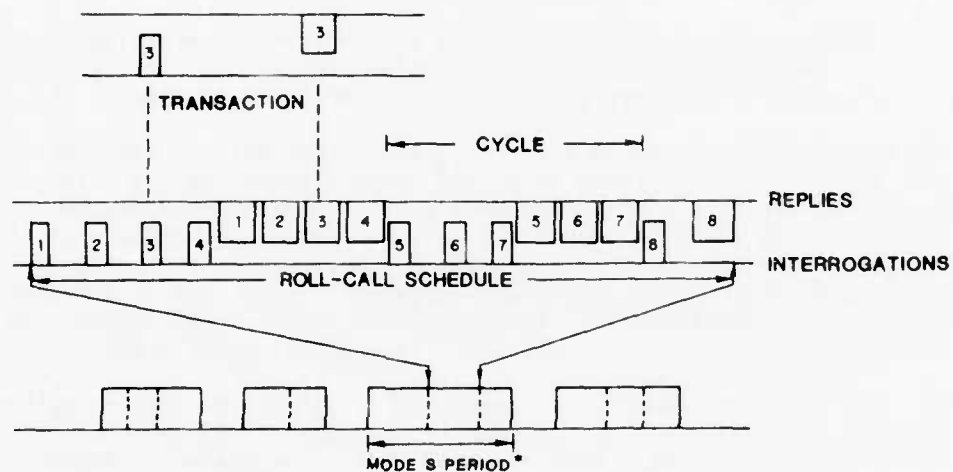 3
3
TRANSACTION
CYCLE
REPLIES
1 2 3 4 5 6 7 8
1 2 3 4 5 6 7 8
INTERROGATIONS
ROLL-CALL SCHEDULE
MODE S PERIOD*